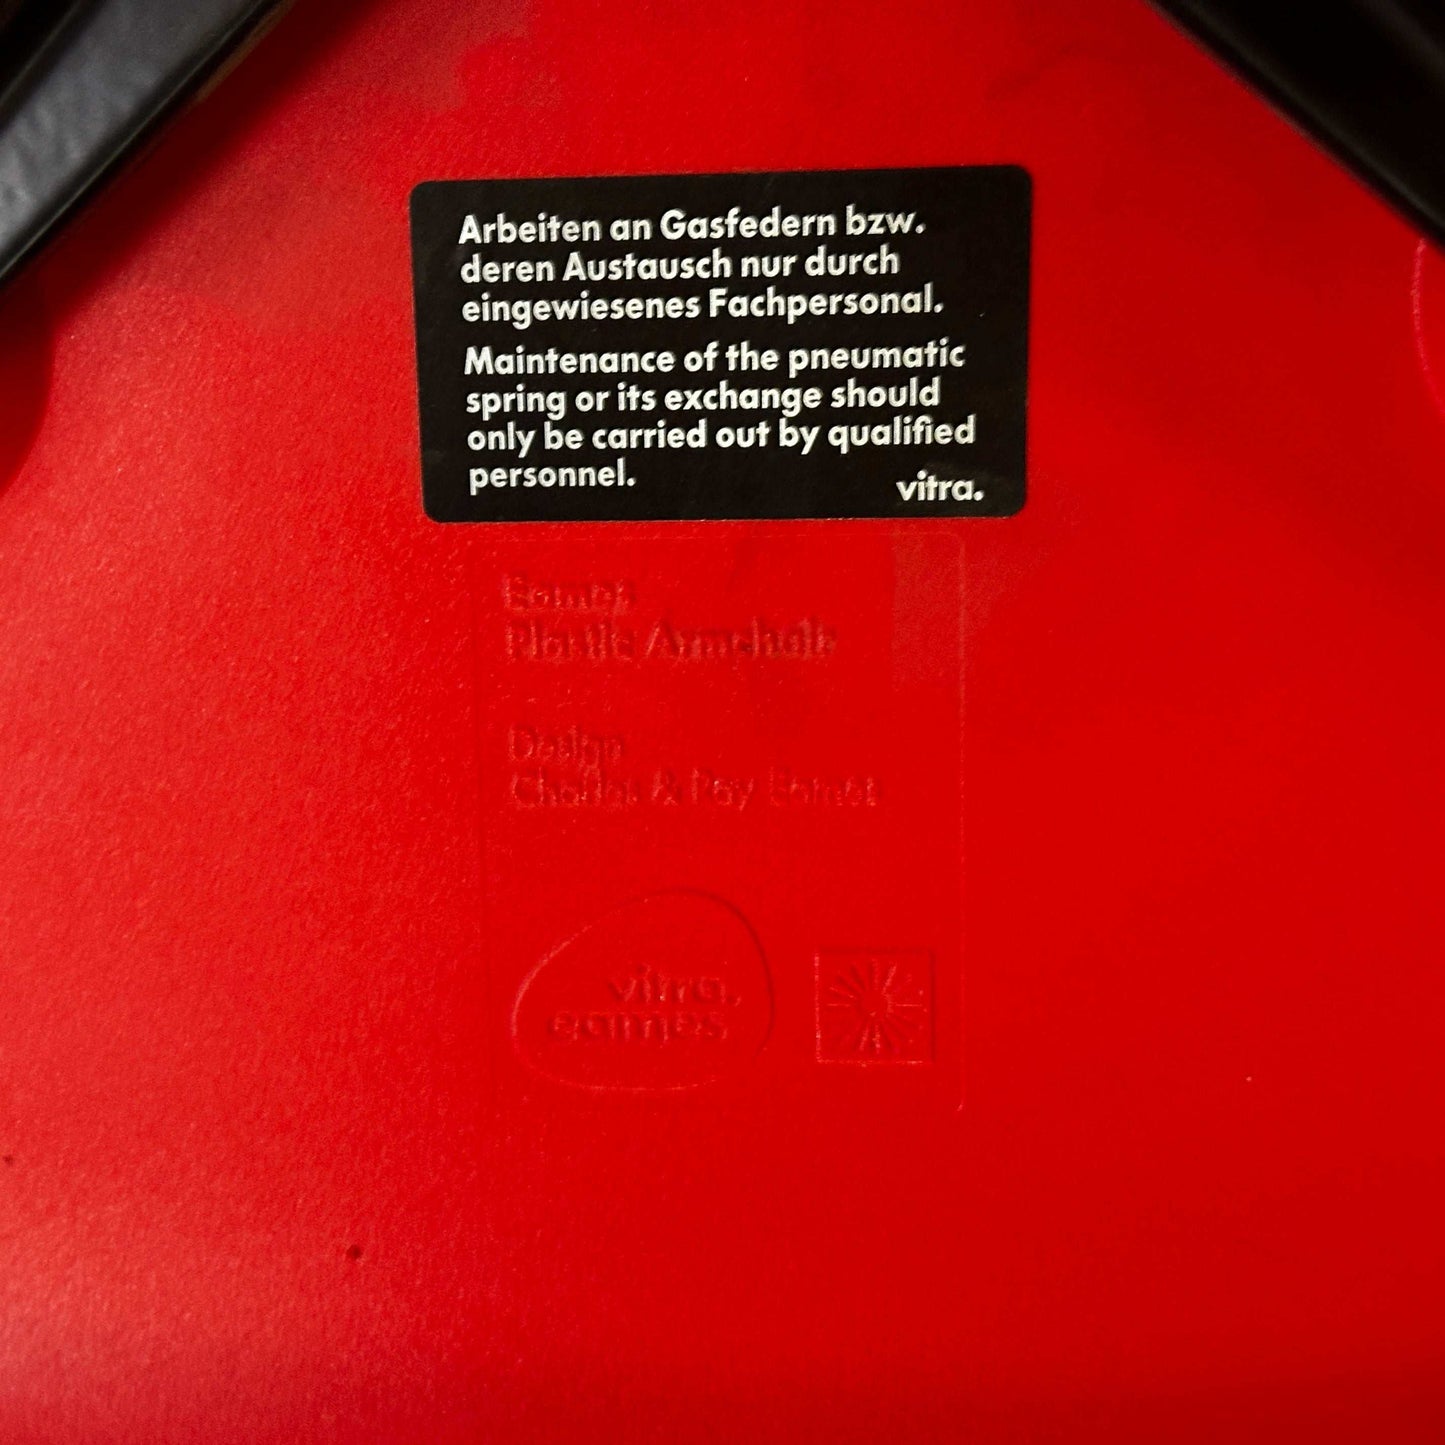 Arbeiten an Gasfedern bzw.
deren Austausch nur durch
eingewiesenes Fachpersonal.
Maintenance of the pneumatic
spring or its exchange should
only be carried out by qualified
personnel.
vitra.
Eames
Plastic Armchair
Design
Charles & Ray Eames
vitra.
eames